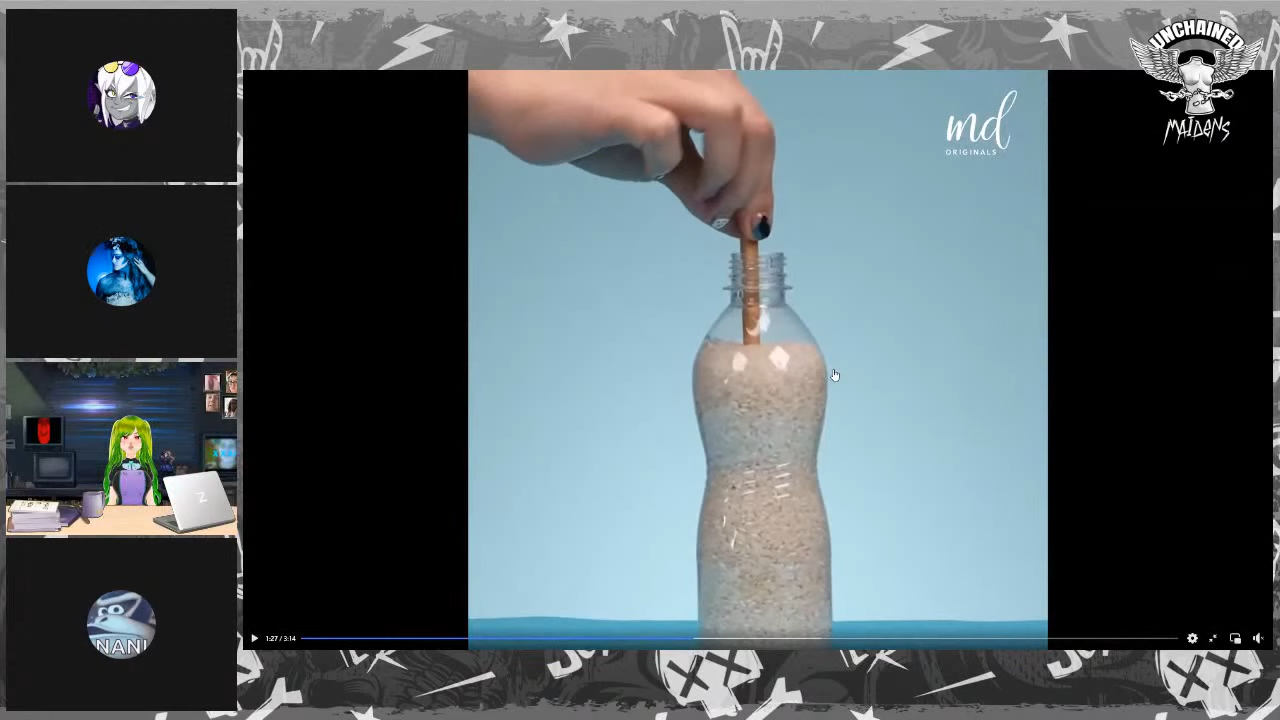 UNCHAINED
MAIDENS
md
ORIGINALS
Z
NANI
1:27 / 3:14